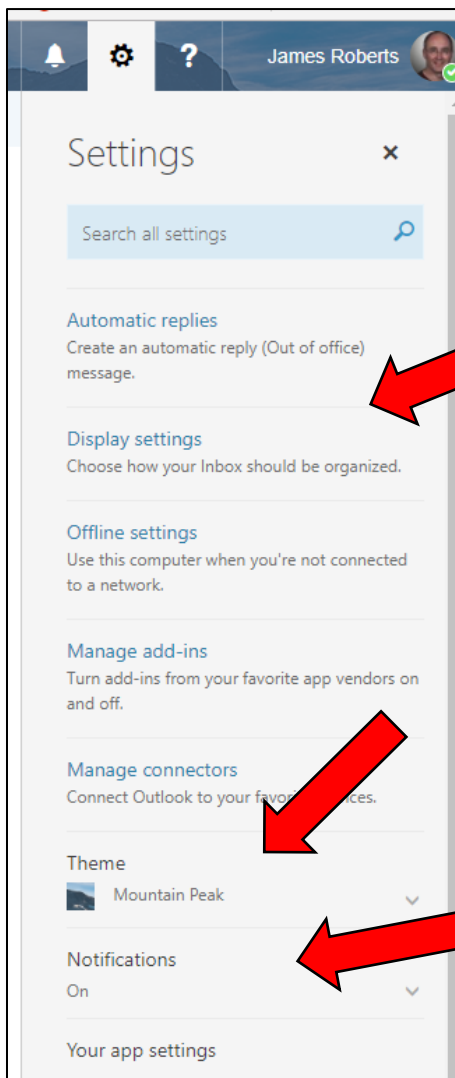 ?
James Roberts
Settings
Search all settings
Automatic replies
Create an automatic reply (Out of office)
message.
Display settings
Choose how your Inbox should be organized.
Offline settings
Use this computer when you're not connected
to a network.
Manage add-ins
Turn add-ins from your favorite app vendors on
and off.
Manage connectors
Connect Outlook to your
Theme
Mountain Peak
Notifications
On
Your app settings